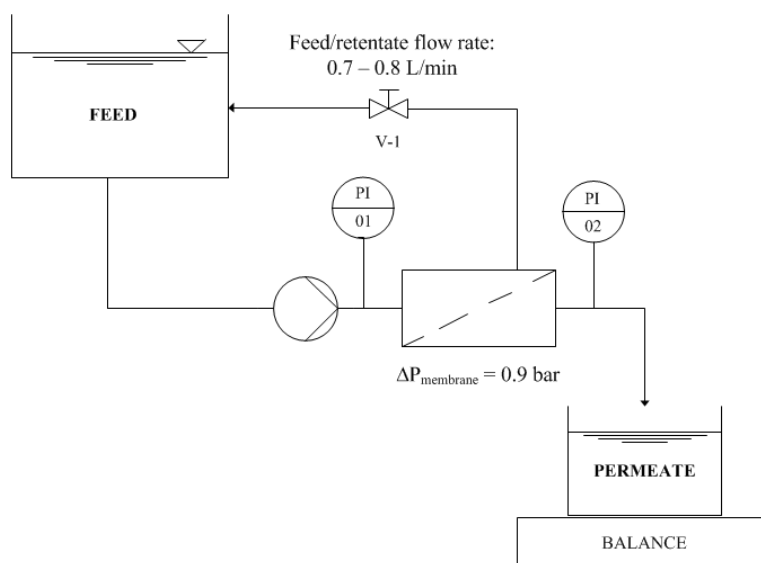 Feed/retentate flow rate:
0.7 – 0.8 L/min
FEED
V-1
PI
01
PI
02
ΔPmembrane = 0.9 bar
PERMEATE
BALANCE